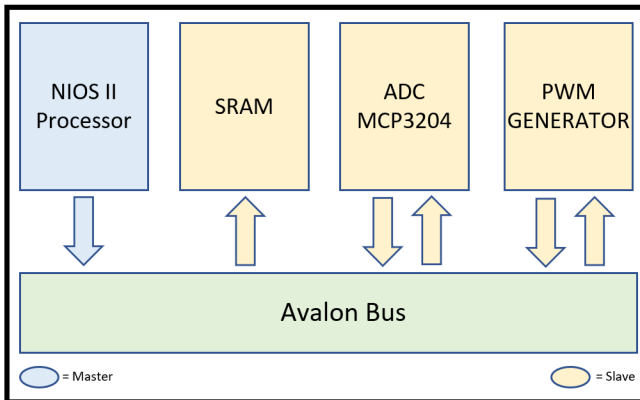 NIOS II
Processor
SRAM
ADC
MCP3204
PWM
GENERATOR
Avalon Bus
= Master
= Slave